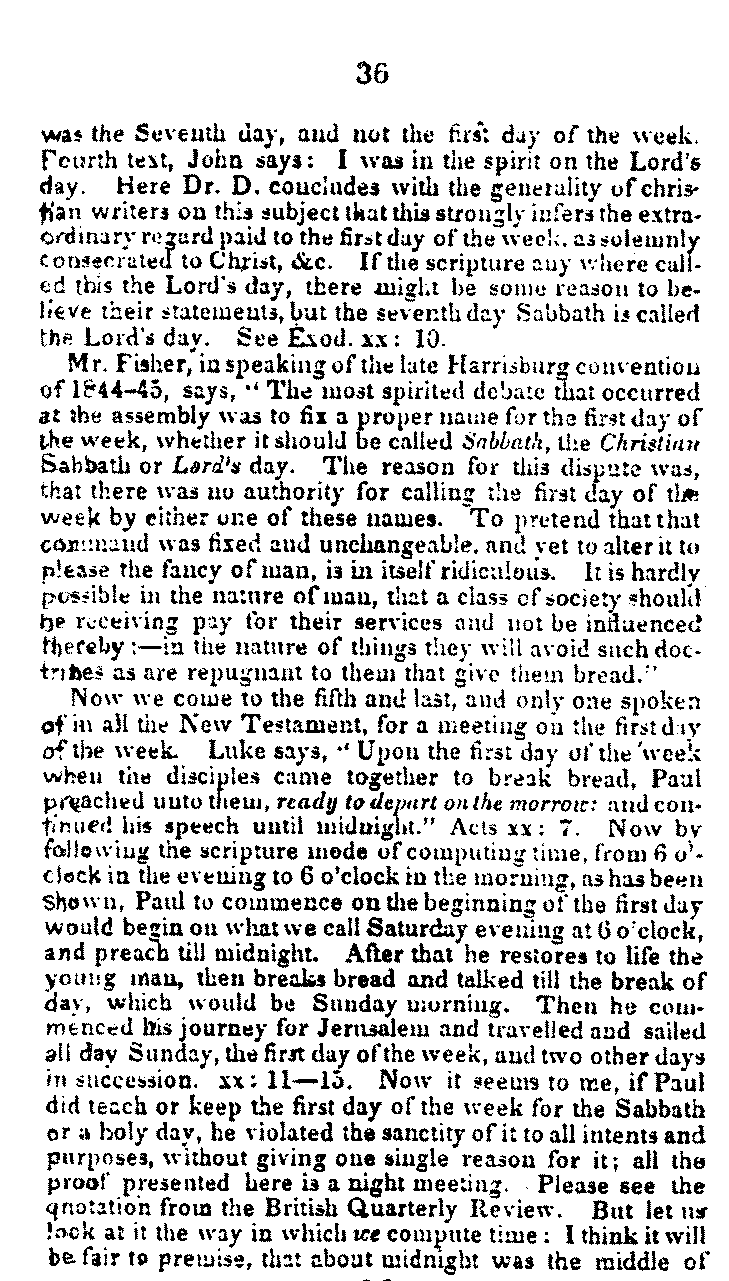 36
was the Seventh day, and not the first day of the week.
Fourth text, John says: I was in the spirit on the Lord's
day. Here Dr. D. concludes with the generality of chris-
tian writers on this subject that this strongly infers the extra-
ordinary regard paid to the first day of the week, as solemnly
consecrated to Christ, &c. If the scripture any where call-
ed this the Lord's day, there might be some reason to be-
lieve their statements, but the seventh day Sabbath is called
the Lord's day. See Exod. xx: 10.
Mr. Fisher, in speaking of the late Harrisburg convention
of 1844-45, says, "The most spirited debate that occurred
at the assembly was to fix a proper name for the first day of
the week, whether it should be called Sabbath, the Christian
Sabbath or Lord's day. The reason for this dispute was,
that there was no authority for calling the first day of the
week by either one of these names. To pretend that that
command was fixed and unchangeable, and yet to alter it to
please the fancy of man, is in itself ridiculous. It is hardly
possible in the nature of man, that a class of society should
be receiving pay for their services and not be influenced
thereby:—in the nature of things they will avoid such doc-
trines as are repugnant to them that give them bread."
Now we come to the fifth and last, and only one spoken
of in all the New Testament, for a meeting on the first day
of the week. Luke says, "Upon the first day of the week
when the disciples came together to break bread, Paul
preached unto them, ready to depart on the morrow: and con-
tinued his speech until midnight." Acts xx: 7. Now by
following the scripture mode of computing time, from 6 o'-
clock in the evening to 6 o'clock in the morning, as has been
shown, Paul to commence on the beginning of the first day
would begin on what we call Saturday evening at 6 o'clock,
and preach till midnight. After that he restores to life the
young man, then breaks bread and talked till the break of
day, which would be Sunday morning. Then he com-
menced his journey for Jerusalem and travelled and sailed
all day Sunday, the first day of the week, and two other days
in succession. xx: 11—15. Now it seems to me, if Paul
did teach or keep the first day of the week for the Sabbath
or a holy day, he violated the sanctity of it to all intents and
purposes, without giving one single reason for it; all the
proof presented here is a night meeting. Please see the
qnotation from the British Quarterly Review. But let us
look at it the way in which we compute time: I think it will
be fair to premise, that about midnight was the middle of